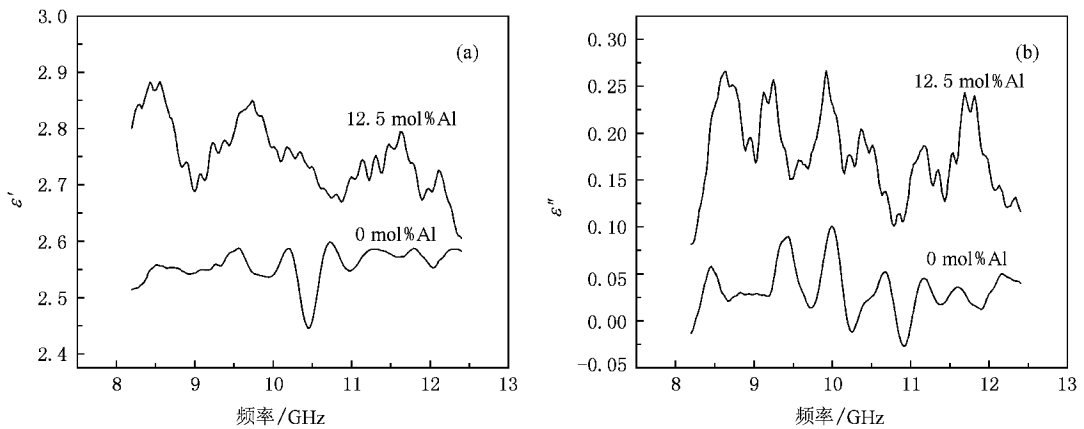 3.0
2.9
2.8
2.7
2.6
2.5
2.4
ε′
(a)
12.5 mol%Al
0 mol%Al
8 9 10 11 12 13
频率/GHz
0.30
0.25
0.20
0.15
0.10
0.05
0.00
-0.05
ε″
(b)
12.5 mol%Al
0 mol%Al
8 9 10 11 12 13
频率/GHz